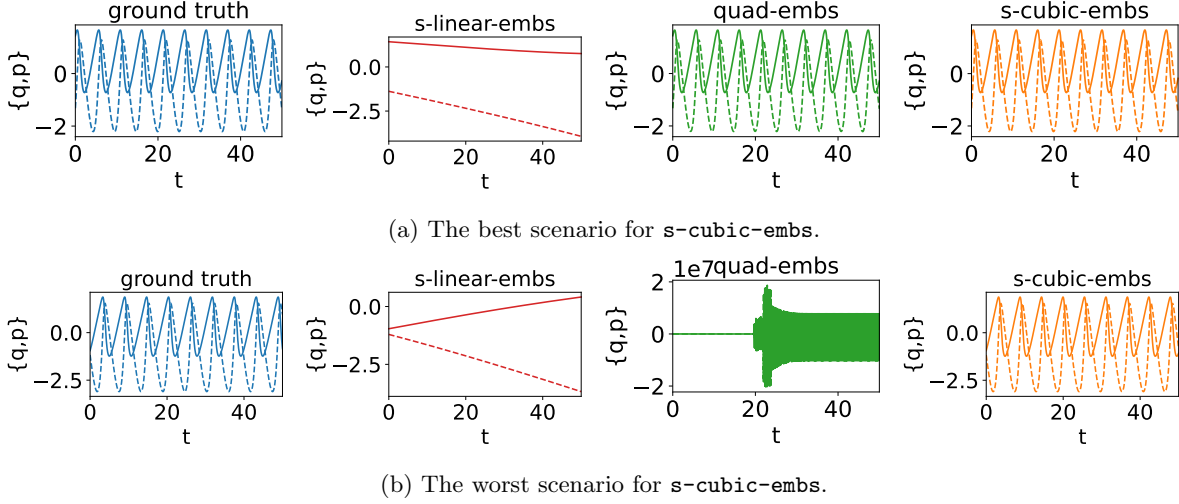 ground truth s-linear-embs quad-embs s-cubic-embs
{q,p} 0 −2 {q,p} 0.0 −2.5 {q,p} 0 −2 {q,p} 0 −2
0 20 40 0 20 40 0 20 40 0 20 40
t t t t
(a) The best scenario for s-cubic-embs.
ground truth s-linear-embs 1e7 quad-embs s-cubic-embs
{q,p} 0.0 −2.5 {q,p} 0.0 −2.5 {q,p} 2 0 −2 {q,p} 0.0 −2.5
0 20 40 0 20 40 0 20 40 0 20 40
t t t t
(b) The worst scenario for s-cubic-embs.